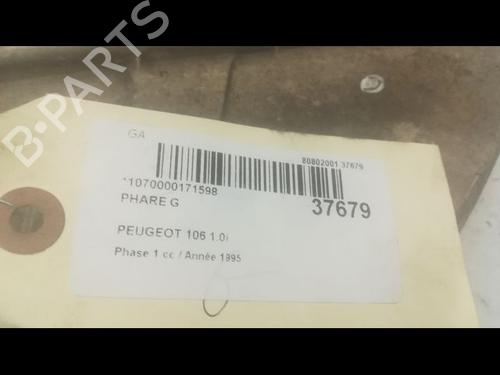 B-PARTS
GA
80802001 37679
*1070000171598
PHARE G
37679
PEUGEOT 106 1.0i
Phase 1 cc / Année 1995